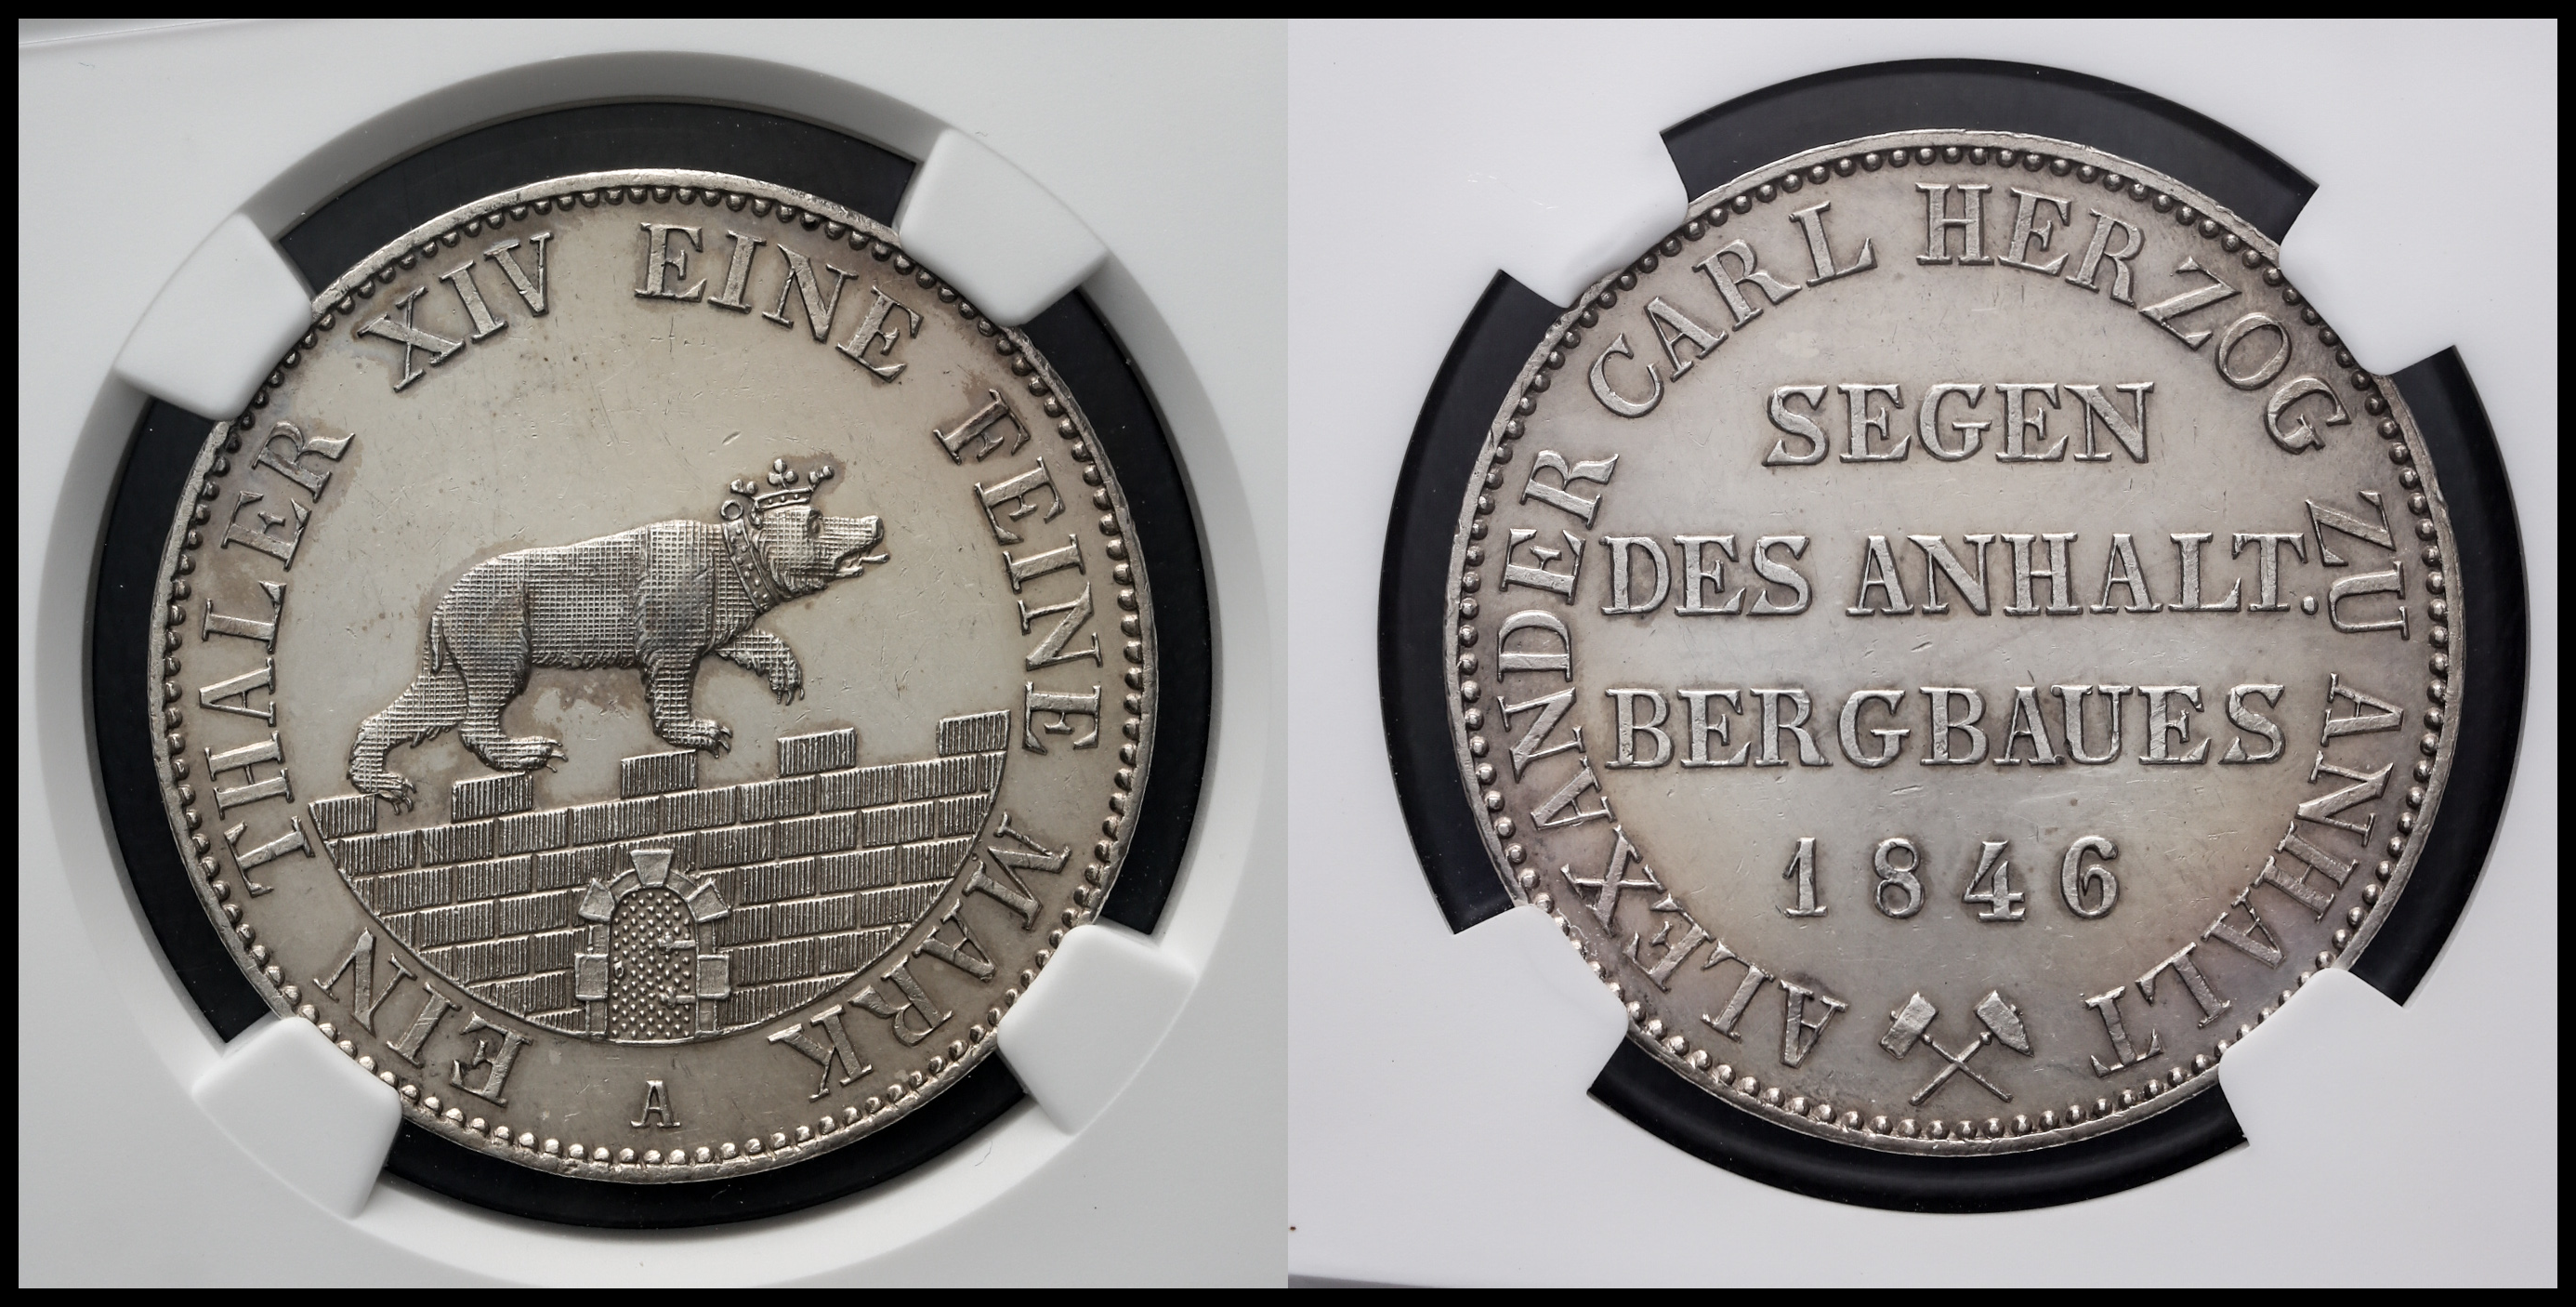 EIN THALER XIV EINE FEINE MARK
A
ALEXANDER CARL HERZOG ZU ANHALT
SEGEN
DES ANHALT.
BERGBAUES
1846